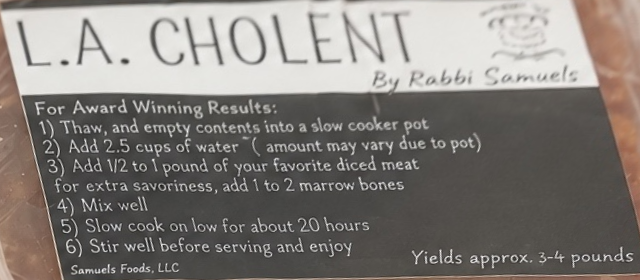 L.A. CHOLENT
By Rabbi Samuels
For Award Winning Results:
1) Thaw, and empty contents into a slow cooker pot
2) Add 2.5 cups of water ~( amount may vary due to pot)
3) Add 1/2 to 1 pound of your favorite diced meat
for extra savoriness, add 1 to 2 marrow bones
4) Mix well
5) Slow cook on low for about 20 hours
6) Stir well before serving and enjoy
Yields approx. 3-4 pounds
Samuels Foods, LLC